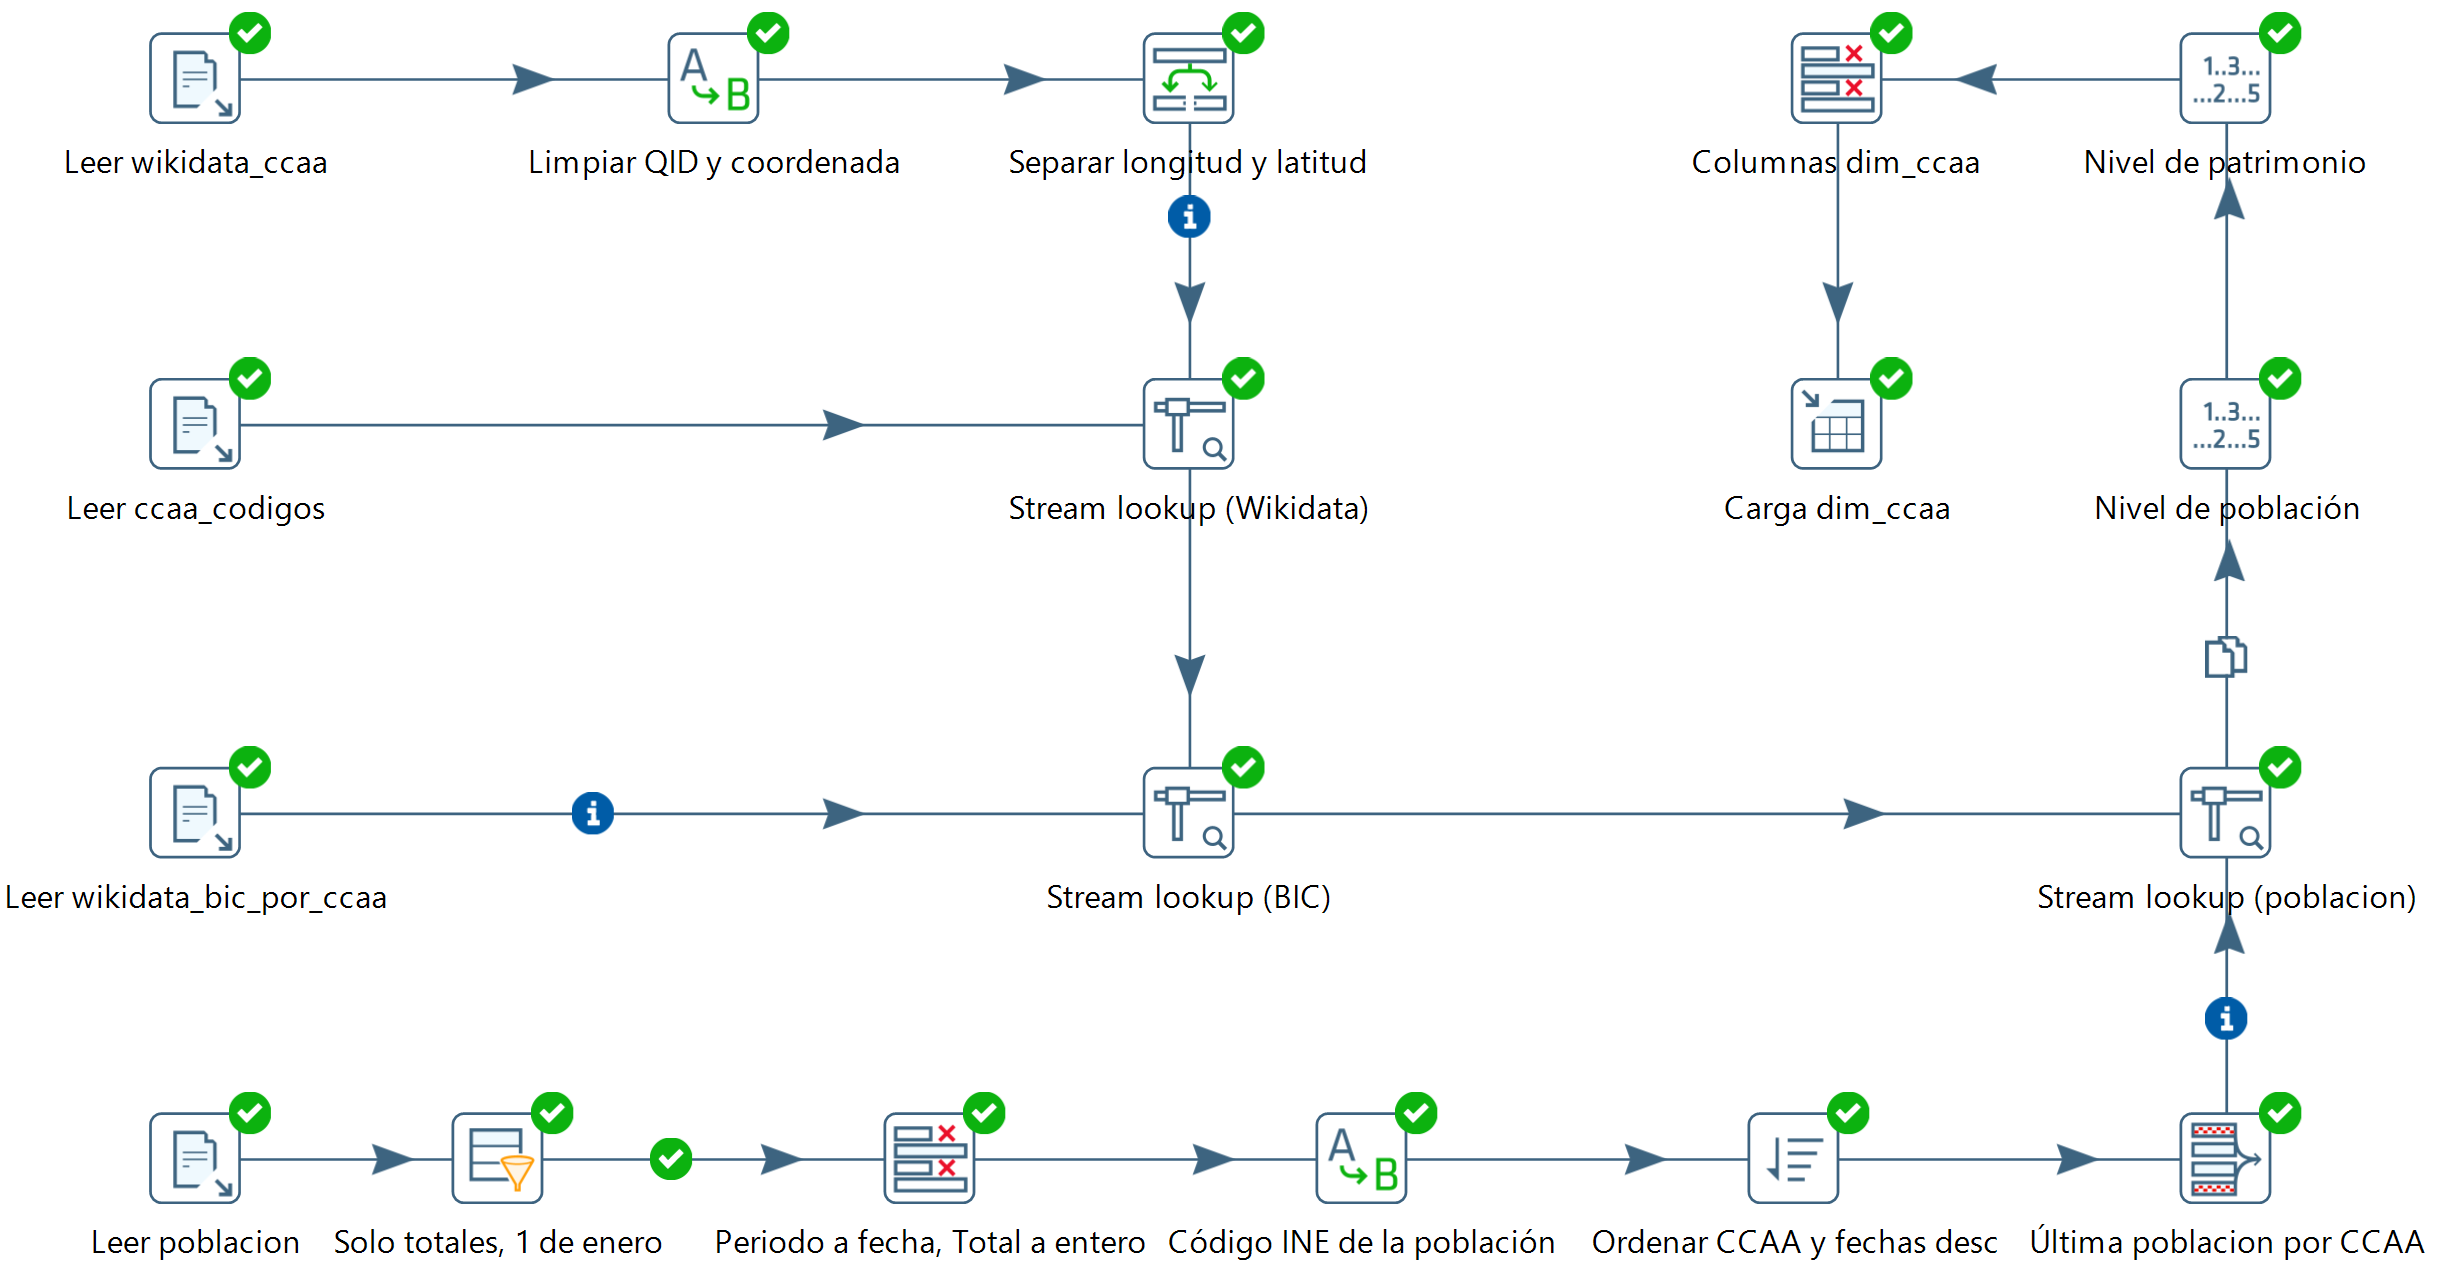 A
B
1..3...
...2...5
Leer wikidata_ccaa
Limpiar QID y coordenada
Separar longitud y latitud
Columnas dim_ccaa
Nivel de patrimonio
1..3...
...2...5
Leer ccaa_codigos
Stream lookup (Wikidata)
Carga dim_ccaa
Nivel de población
Leer wikidata_bic_por_ccaa
Stream lookup (BIC)
Stream lookup (poblacion)
A
B
Leer poblacion
Solo totales, 1 de enero
Periodo a fecha, Total a entero
Código INE de la población
Ordenar CCAA y fechas desc
Última poblacion por CCAA